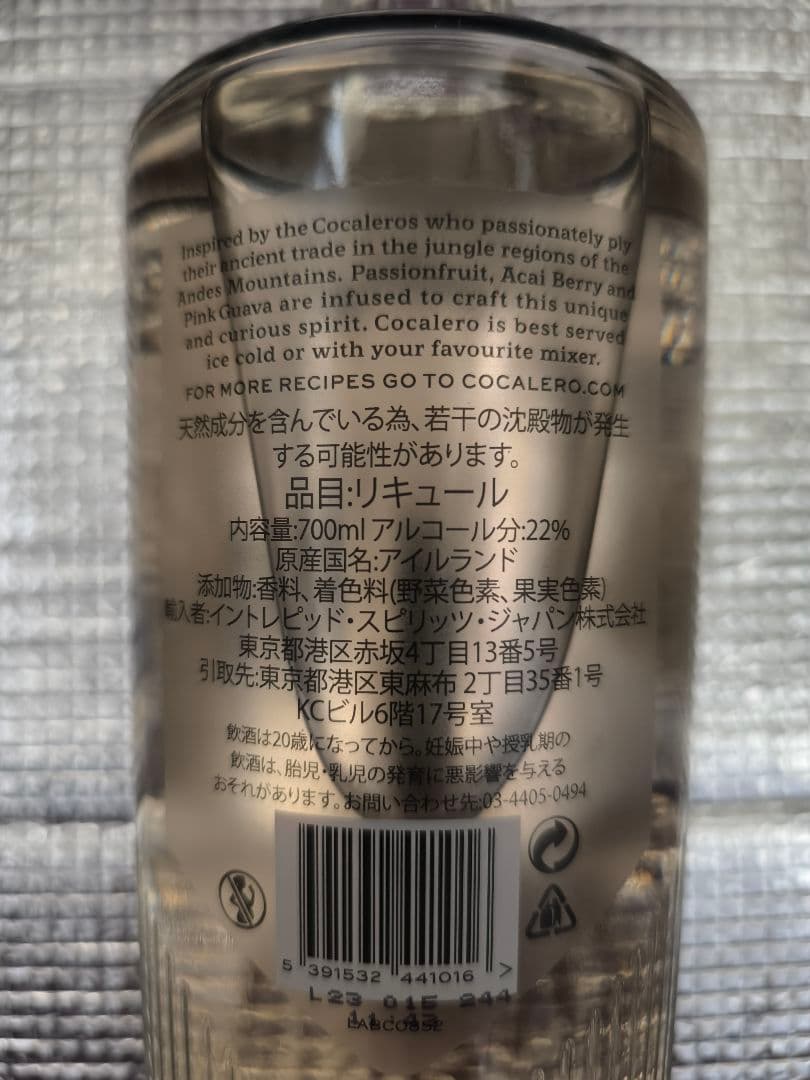 Inspired by the Cocaleros who passionately ply
their ancient trade in the jungle regions of the
Andes Mountains. Passionfruit, Acai Berry and
Pink Guava are infused to craft this unique
and curious spirit. Cocalero is best served
ice cold or with your favourite mixer.
FOR MORE RECIPES GO TO COCALERO.COM
天然成分を含んでいる為、若干の沈殿物が発生
する可能性があります。
品目:リキュール
内容量:700ml アルコール分:22%
原産国名:アイルランド
添加物:香料、着色料(野菜色素、果実色素)
輸入者:イントレピッド・スピリッツ・ジャパン株式会社
東京都港区赤坂4丁目13番5号
引取先:東京都港区東麻布 2丁目35番1号
KCビル6階17号室
飲酒は20歳になってから。妊娠中や授乳期の
飲酒は、胎児・乳児の発育に悪影響を与える
おそれがあります。お問い合わせ先:03-4405-0494
5 391532 441016 >
L23 015 244
11:43